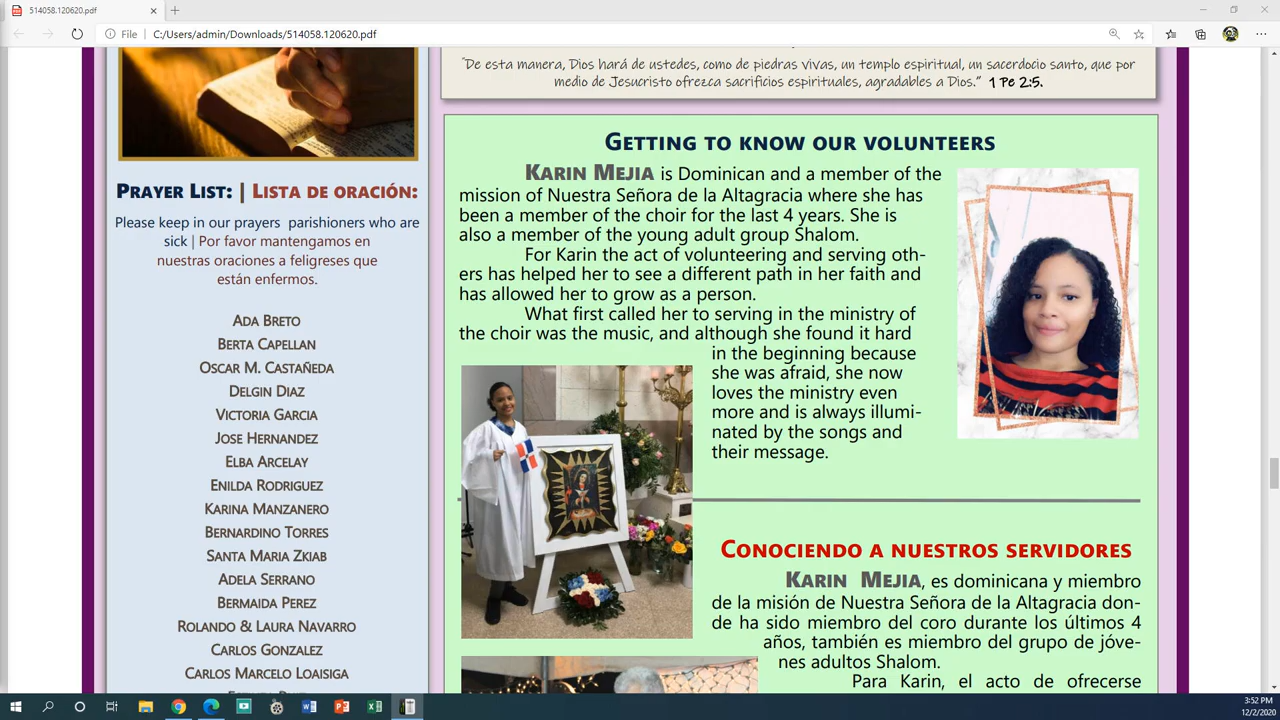 514058.120620.pdf
File
C:/Users/admin/Downloads/514058.120620.pdf
"De esta manera, Dios hará de ustedes, como de piedras vivas, un templo espiritual, un sacerdocio santo, que por
medio de Jesucristo ofrezca sacrificios espirituales, agradables a Dios." 1 Pe 2:5.
PRAYER LIST: | LISTA DE ORACIÓN:
Please keep in our prayers parishioners who are
sick | Por favor mantengamos en
nuestras oraciones a feligreses que
están enfermos.
ADA BRETO
BERTA CAPELLAN
OSCAR M. CASTAÑEDA
DELGIN DIAZ
VICTORIA GARCIA
JOSE HERNANDEZ
ELBA ARCELAY
ENILDA RODRIGUEZ
KARINA MANZANERO
BERNARDINO TORRES
SANTA MARIA ZKIAB
ADELA SERRANO
BERMAIDA PEREZ
ROLANDO & LAURA NAVARRO
CARLOS GONZALEZ
CARLOS MARCELO LOAISIGA
GETTING TO KNOW OUR VOLUNTEERS
KARIN MEJIA is Dominican and a member of the
mission of Nuestra Señora de la Altagracia where she has
been a member of the choir for the last 4 years. She is
also a member of the young adult group Shalom.
For Karin the act of volunteering and serving oth-
ers has helped her to see a different path in her faith and
has allowed her to grow as a person.
What first called her to serving in the ministry of
the choir was the music, and although she found it hard
in the beginning because
she was afraid, she now
loves the ministry even
more and is always illumi-
nated by the songs and
their message.
CONOCIENDO A NUESTROS SERVIDORES
KARIN MEJIA, es dominicana y miembro
de la misión de Nuestra Señora de la Altagracia don-
de ha sido miembro del coro durante los últimos 4
años, también es miembro del grupo de jóve-
nes adultos Shalom.
Para Karin, el acto de ofrecerse
3:52 PM
12/2/2020